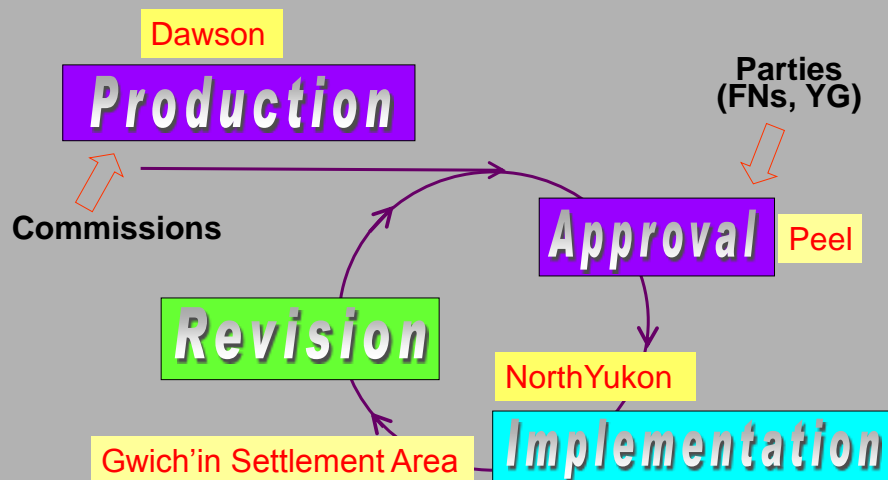 Dawson
Production
Parties
(FNs, YG)
Commissions
Approval
Peel
Revision
NorthYukon
Implementation
Gwich’in Settlement Area